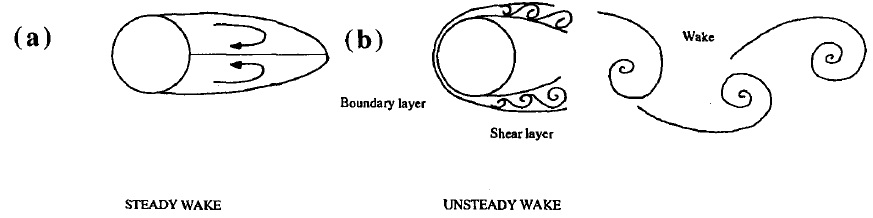 (a)
(b)
Wake
Boundary layer
Shear layer
STEADY WAKE
UNSTEADY WAKE